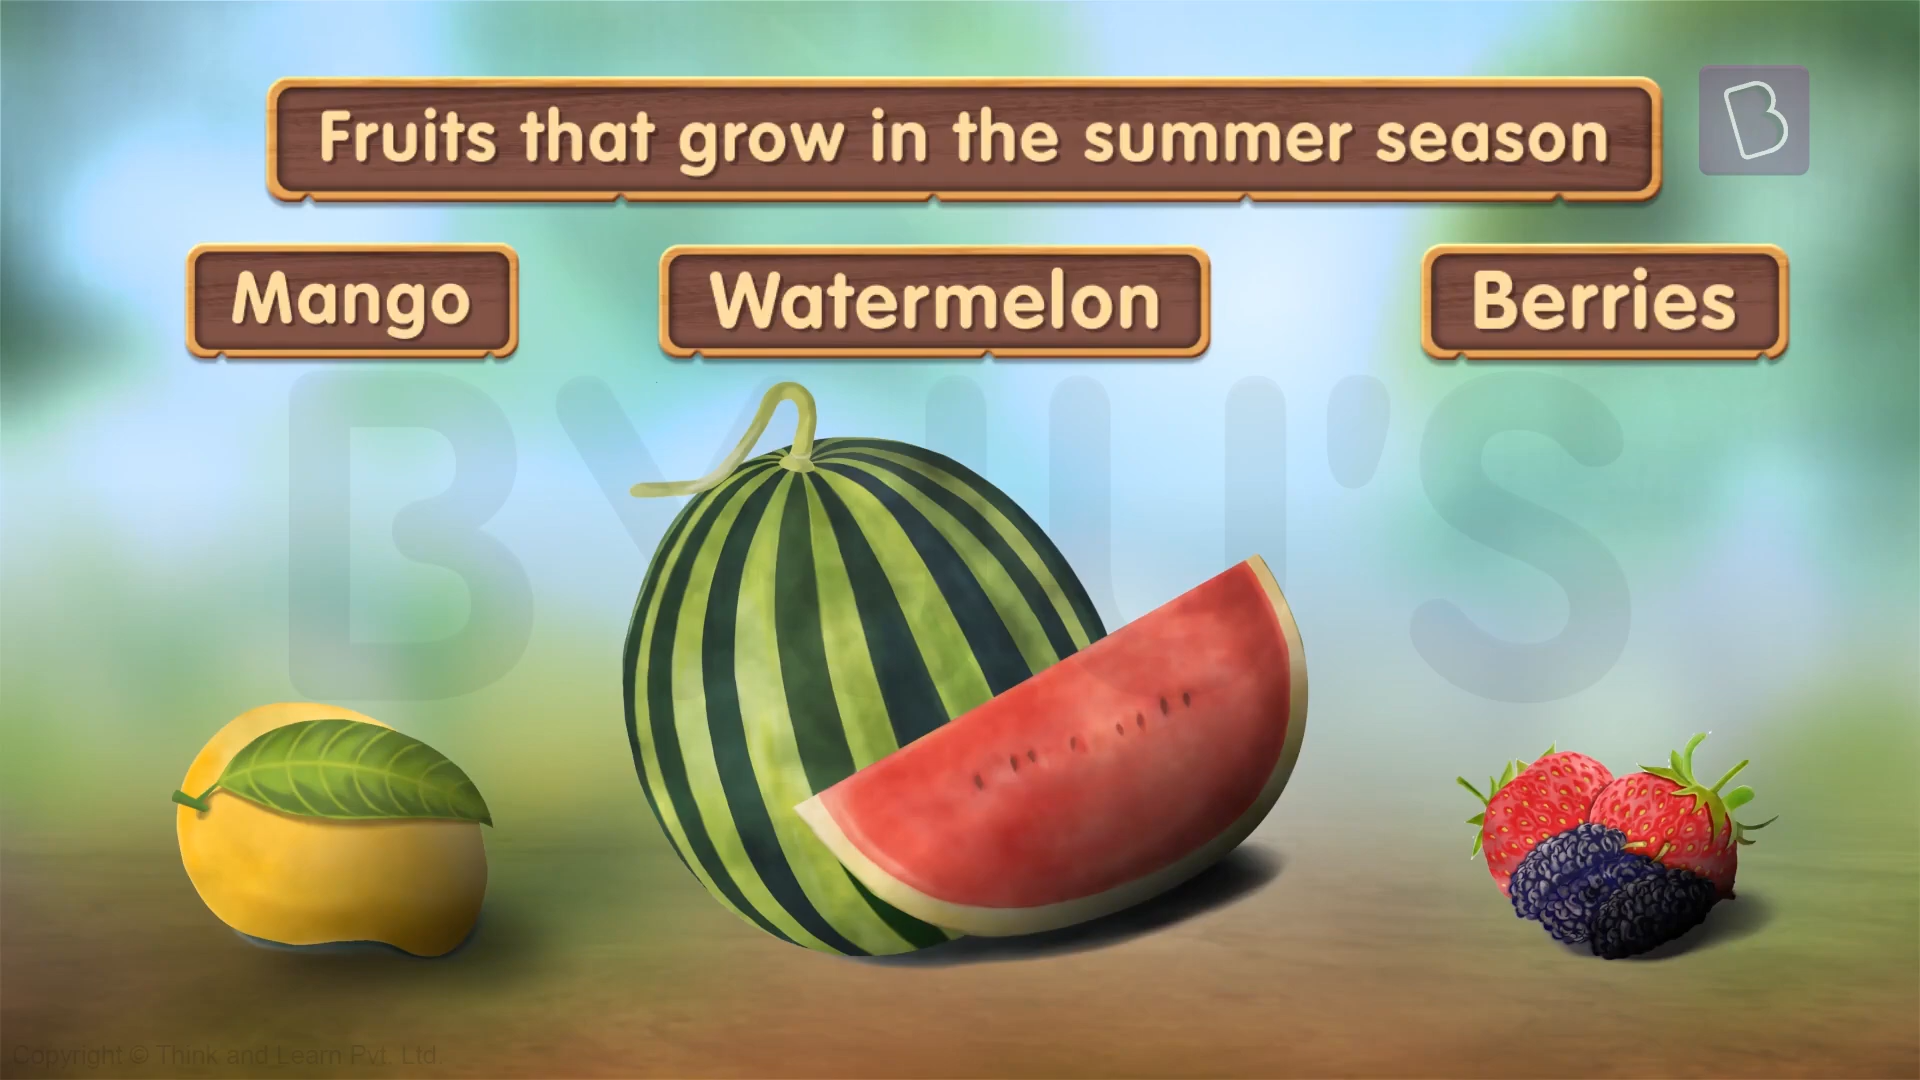 Fruits that grow in the summer season
B
Mango
Watermelon
Berries
BYJU'S
Copyright © Think and Learn Pvt. Ltd.